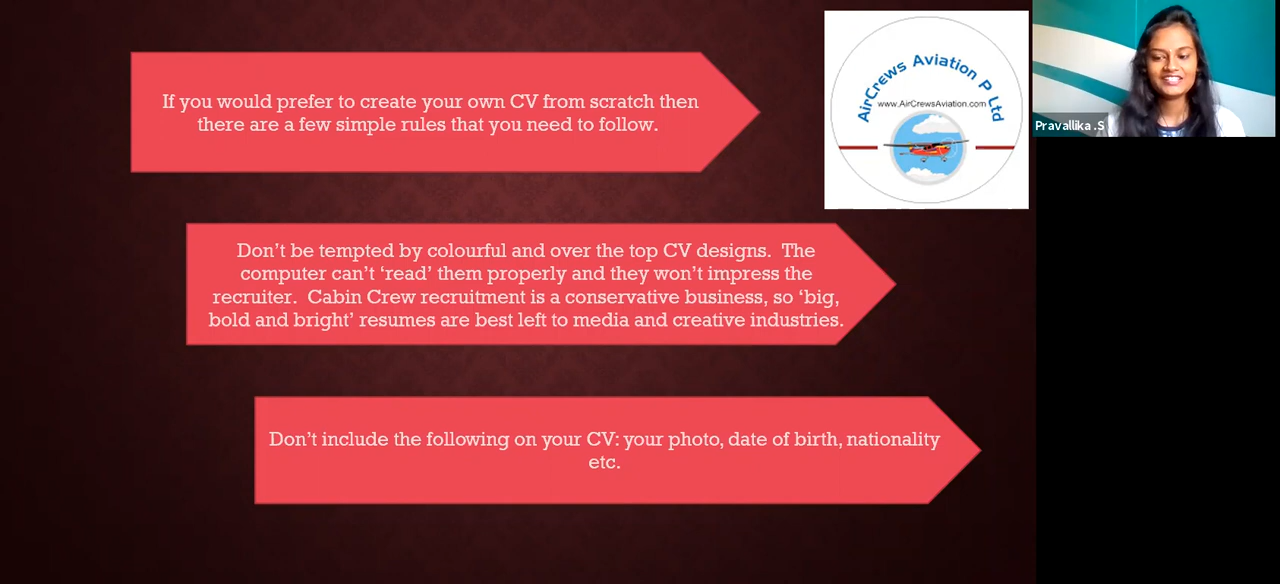 If you would prefer to create your own CV from scratch then
there are a few simple rules that you need to follow.
AirCrews Aviation P Ltd
www.AirCrewsAviation.com
Pravallika .S
Don’t be tempted by colourful and over the top CV designs.  The
computer can’t ‘read’ them properly and they won’t impress the
recruiter.  Cabin Crew recruitment is a conservative business, so ‘big,
bold and bright’ resumes are best left to media and creative industries.
Don’t include the following on your CV: your photo, date of birth, nationality
etc.